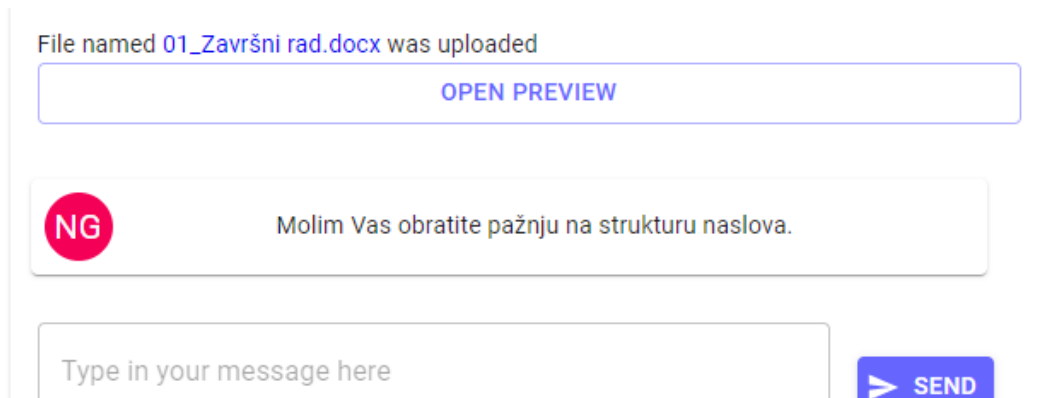 File named 01_Završni rad.docx was uploaded
OPEN PREVIEW
NG
Molim Vas obratite pažnju na strukturu naslova.
Type in your message here
SEND